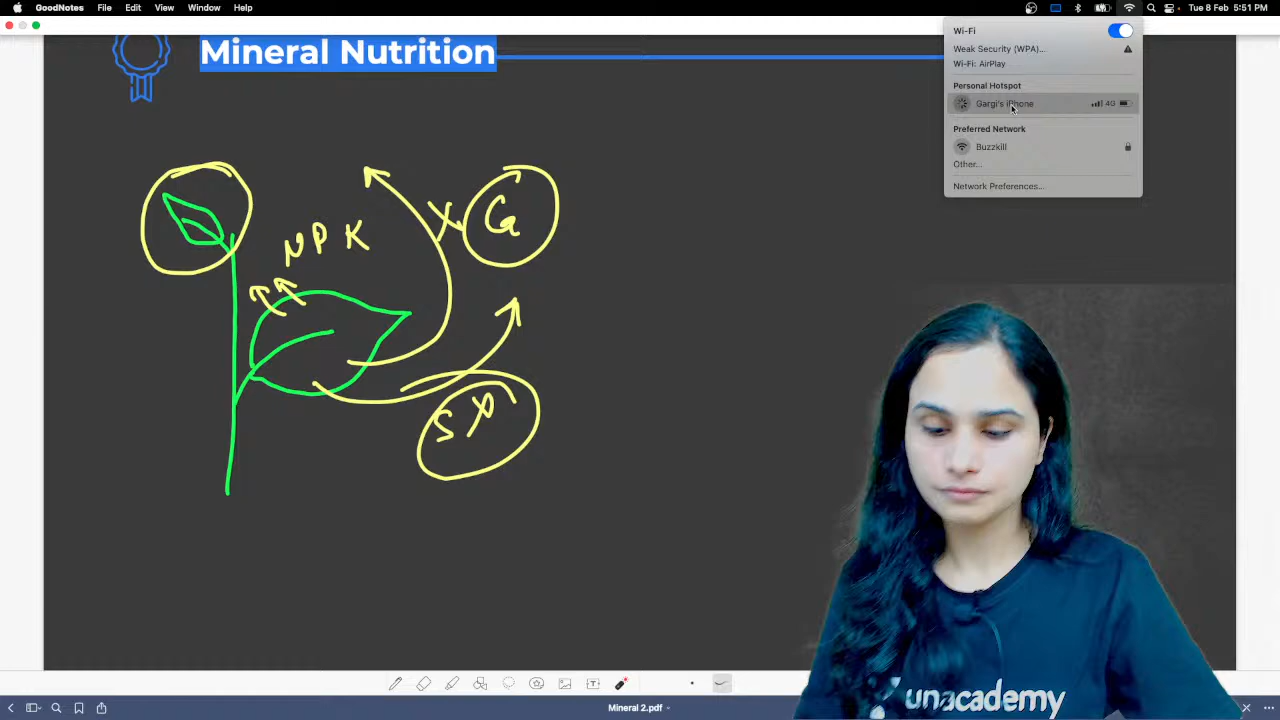 GoodNotes File Edit View Window Help Tue 8 Feb 5:51 PM
Wi-Fi
Weak Security (WPA)...
Wi-Fi: AirPlay
Personal Hotspot
Gargi's iPhone 4G
Preferred Network
Buzzkill
Other...
Network Preferences...
Mineral Nutrition
N P K
X Ca
S X
unacademy
Mineral 2.pdf